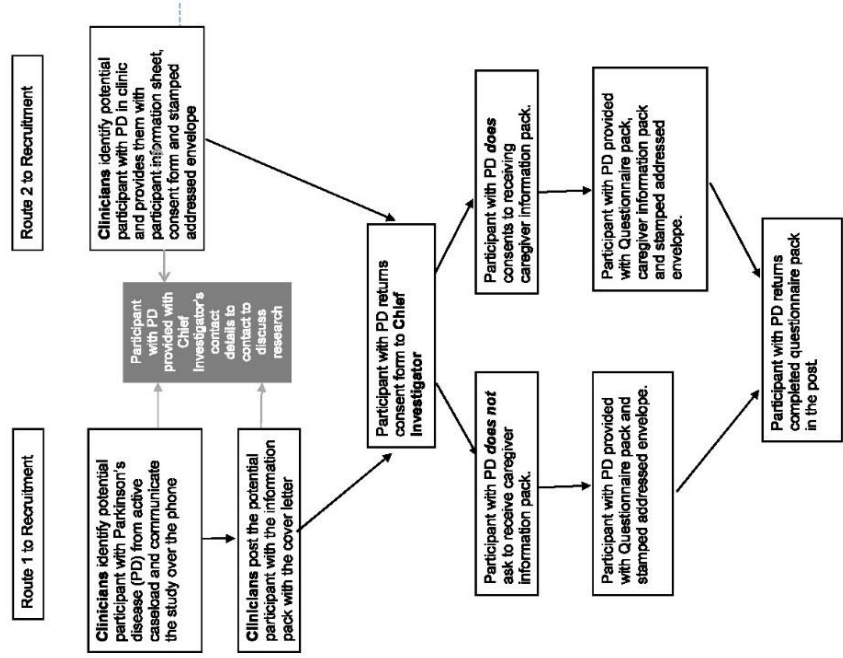 Route 1 to Recruitment
Route 2 to Recruitment
Clinicians identify potential
participant with Parkinson's
disease (PD) from active
caseload and communicate
the study over the phone
Participant
with PD
provided with
Chief
Investigator's
contact
details to
contact to
discuss
research
Clinicians identify potential
participant with PD in clinic
and provides them with
participant information sheet,
consent form and stamped
addressed envelope
Clinicians post the potential
participant with the information
pack with the cover letter
Participant with PD returns
consent form to Chief
Investigator
Participant with PD does not
ask to receive caregiver
information pack.
Participant with PD does
consents to receiving
caregiver information pack.
Participant with PD provided
with Questionnaire pack and
stamped addressed envelope.
Participant with PD provided
with Questionnaire pack,
caregiver information pack
and stamped addressed
envelope.
Participant with PD returns
completed questionnaire pack
in the post.